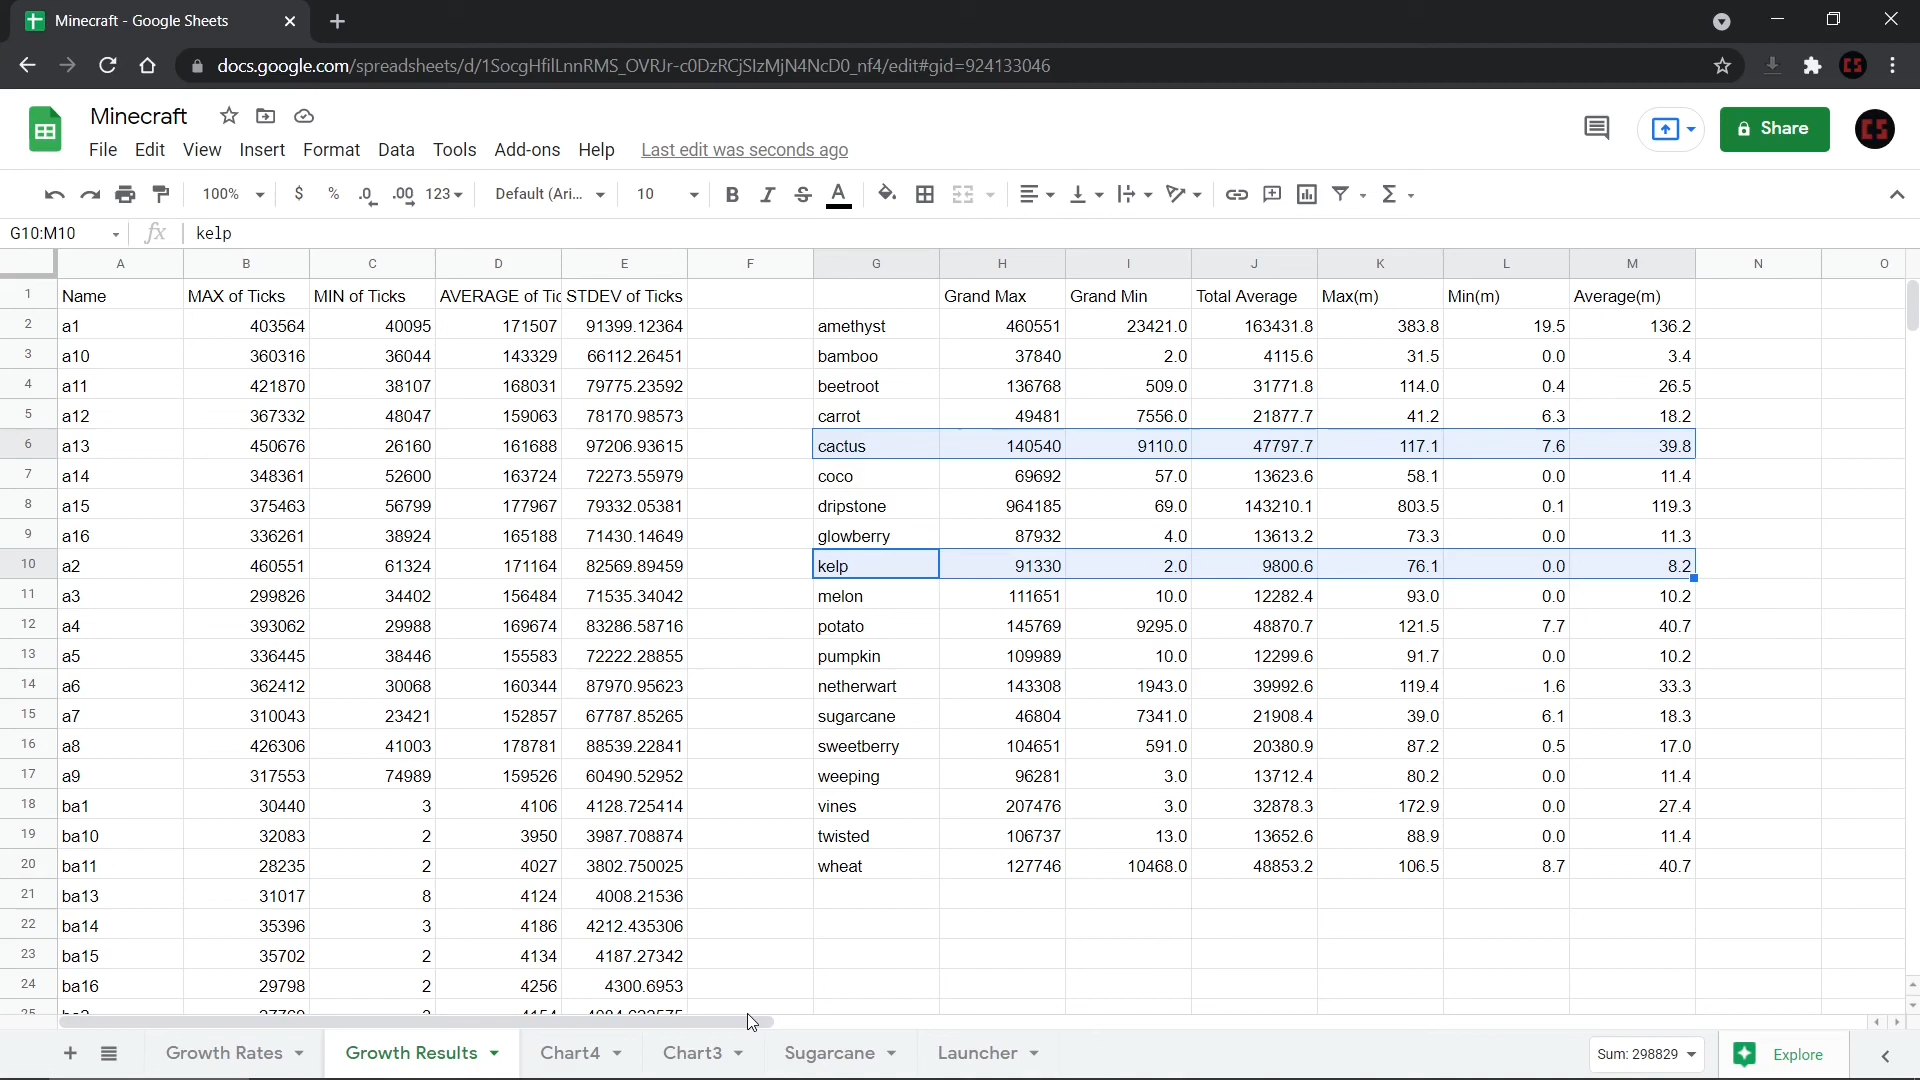 Minecraft - Google Sheets
docs.google.com/spreadsheets/d/1SocgHfilLnnRMS_OVRJr-c0DzRCjSlzMjN4NcD0_nf4/edit#gid=924133046
Minecraft
Share
File Edit View Insert Format Data Tools Add-ons Help Last edit was seconds ago
100% $ % .0 .00 123 Default (Ari... 10 B I S A
G10:M10 fx kelp
A B C D E F G H I J K L M N O
1 Name MAX of Ticks MIN of Ticks AVERAGE of Tic STDEV of Ticks Grand Max Grand Min Total Average Max(m) Min(m) Average(m)
2 a1 403564 40095 171507 91399.12364 amethyst 460551 23421.0 163431.8 383.8 19.5 136.2
3 a10 360316 36044 143329 66112.26451 bamboo 37840 2.0 4115.6 31.5 0.0 3.4
4 a11 421870 38107 168031 79775.23592 beetroot 136768 509.0 31771.8 114.0 0.4 26.5
5 a12 367332 48047 159063 78170.98573 carrot 49481 7556.0 21877.7 41.2 6.3 18.2
6 a13 450676 26160 161688 97206.93615 cactus 140540 9110.0 47797.7 117.1 7.6 39.8
7 a14 348361 52600 163724 72273.55979 coco 69692 57.0 13623.6 58.1 0.0 11.4
8 a15 375463 56799 177967 79332.05381 dripstone 964185 69.0 143210.1 803.5 0.1 119.3
9 a16 336261 38924 165188 71430.14649 glowberry 87932 4.0 13613.2 73.3 0.0 11.3
10 a2 460551 61324 171164 82569.89459 kelp 91330 2.0 9800.6 76.1 0.0 8.2
11 a3 299826 34402 156484 71535.34042 melon 111651 10.0 12282.4 93.0 0.0 10.2
12 a4 393062 29988 169674 83286.58716 potato 145769 9295.0 48870.7 121.5 7.7 40.7
13 a5 336445 38446 155583 72222.28855 pumpkin 109989 10.0 12299.6 91.7 0.0 10.2
14 a6 362412 30068 160344 87970.95623 netherwart 143308 1943.0 39992.6 119.4 1.6 33.3
15 a7 310043 23421 152857 67787.85265 sugarcane 46804 7341.0 21908.4 39.0 6.1 18.3
16 a8 426306 41003 178781 88539.22841 sweetberry 104651 591.0 20380.9 87.2 0.5 17.0
17 a9 317553 74989 159526 60490.52952 weeping 96281 3.0 13712.4 80.2 0.0 11.4
18 ba1 30440 3 4106 4128.725414 vines 207476 3.0 32878.3 172.9 0.0 27.4
19 ba10 32083 2 3950 3987.708874 twisted 106737 13.0 13652.6 88.9 0.0 11.4
20 ba11 28235 2 4027 3802.750025 wheat 127746 10468.0 48853.2 106.5 8.7 40.7
21 ba13 31017 8 4124 4008.21536
22 ba14 35396 3 4186 4212.435306
23 ba15 35702 2 4134 4187.27342
24 ba16 29798 2 4256 4300.6953
Growth Rates Growth Results Chart4 Chart3 Sugarcane Launcher Sum: 298829 Explore